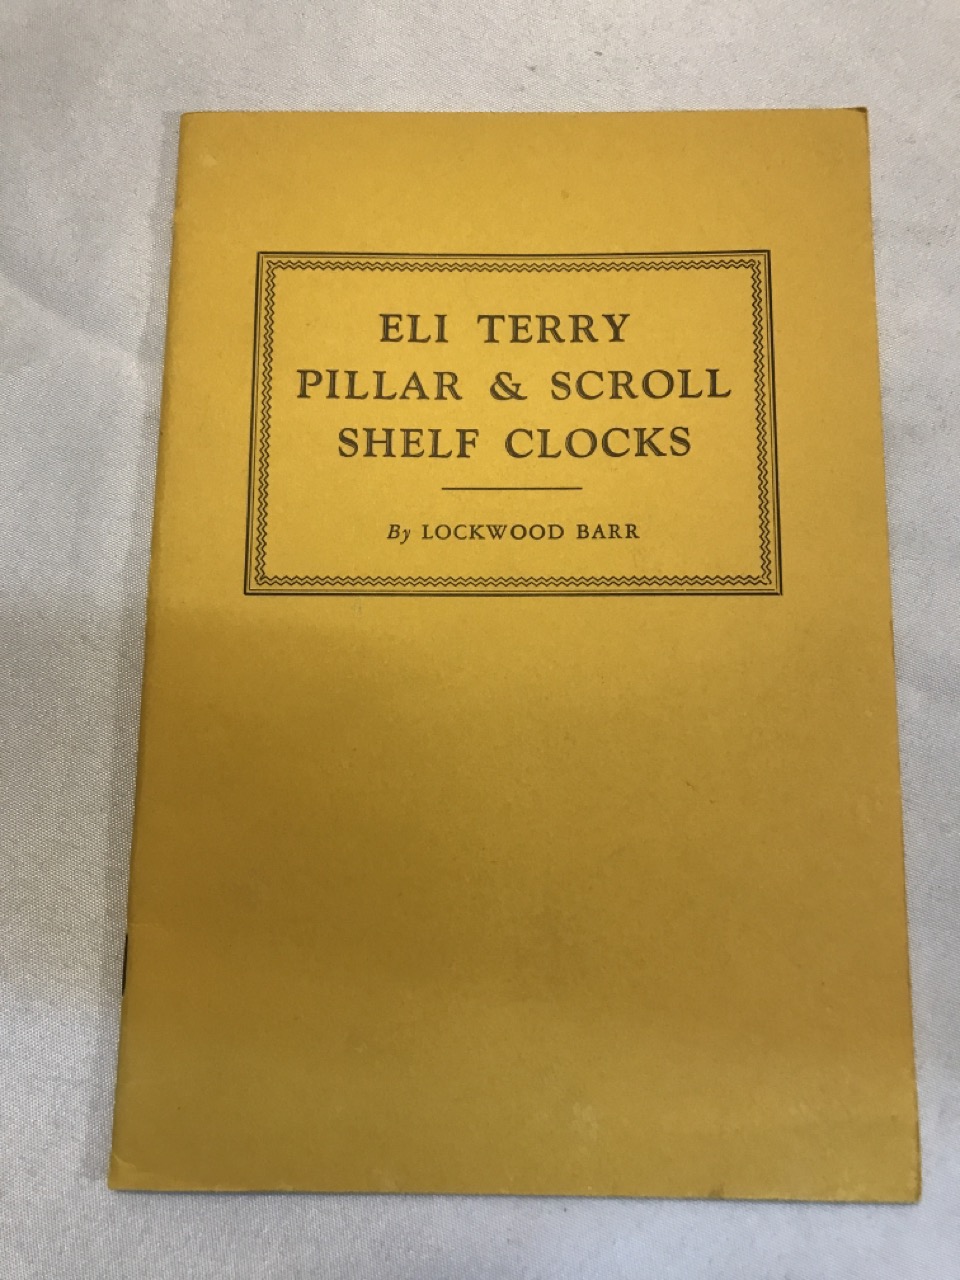 ELI TERRY
PILLAR & SCROLL
SHELF CLOCKS
By LOCKWOOD BARR